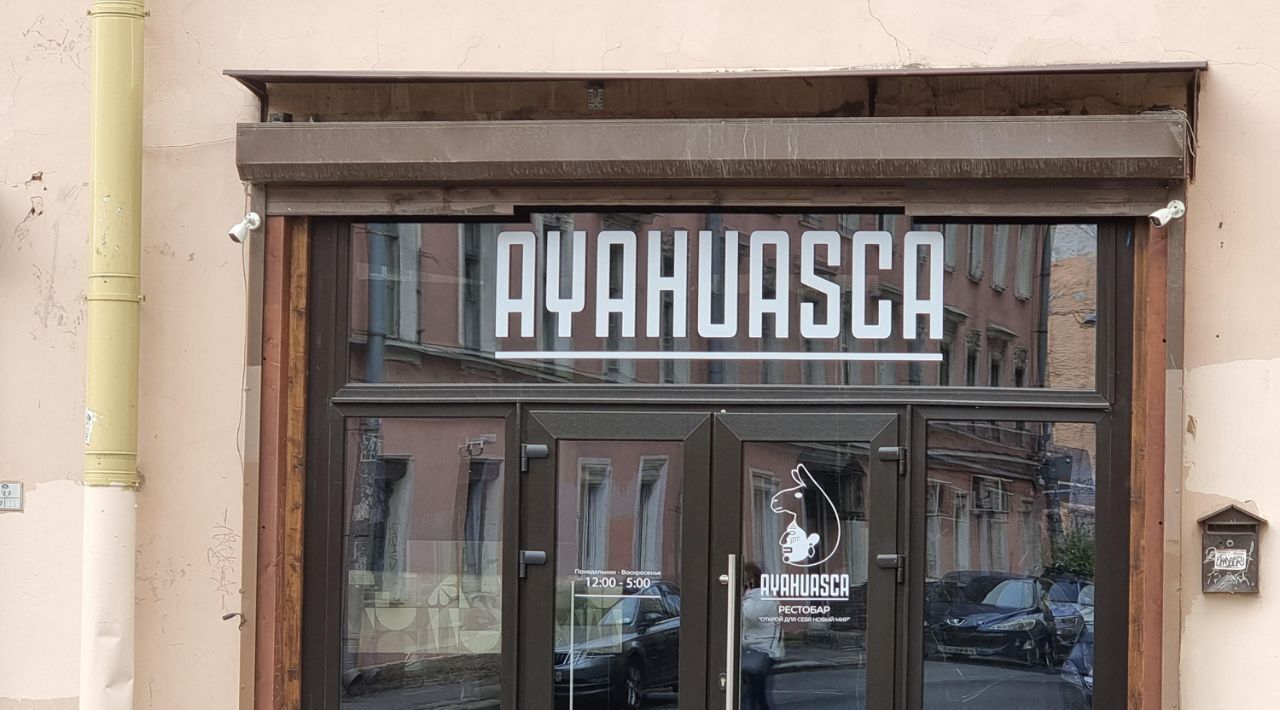 AYAHUASCA
Понедельник - Воскресенье
12:00 - 5:00
AYAHUASCA
РЕСТОБАР
"ОТКРОЙ ДЛЯ СЕБЯ НОВЫЙ МИР"